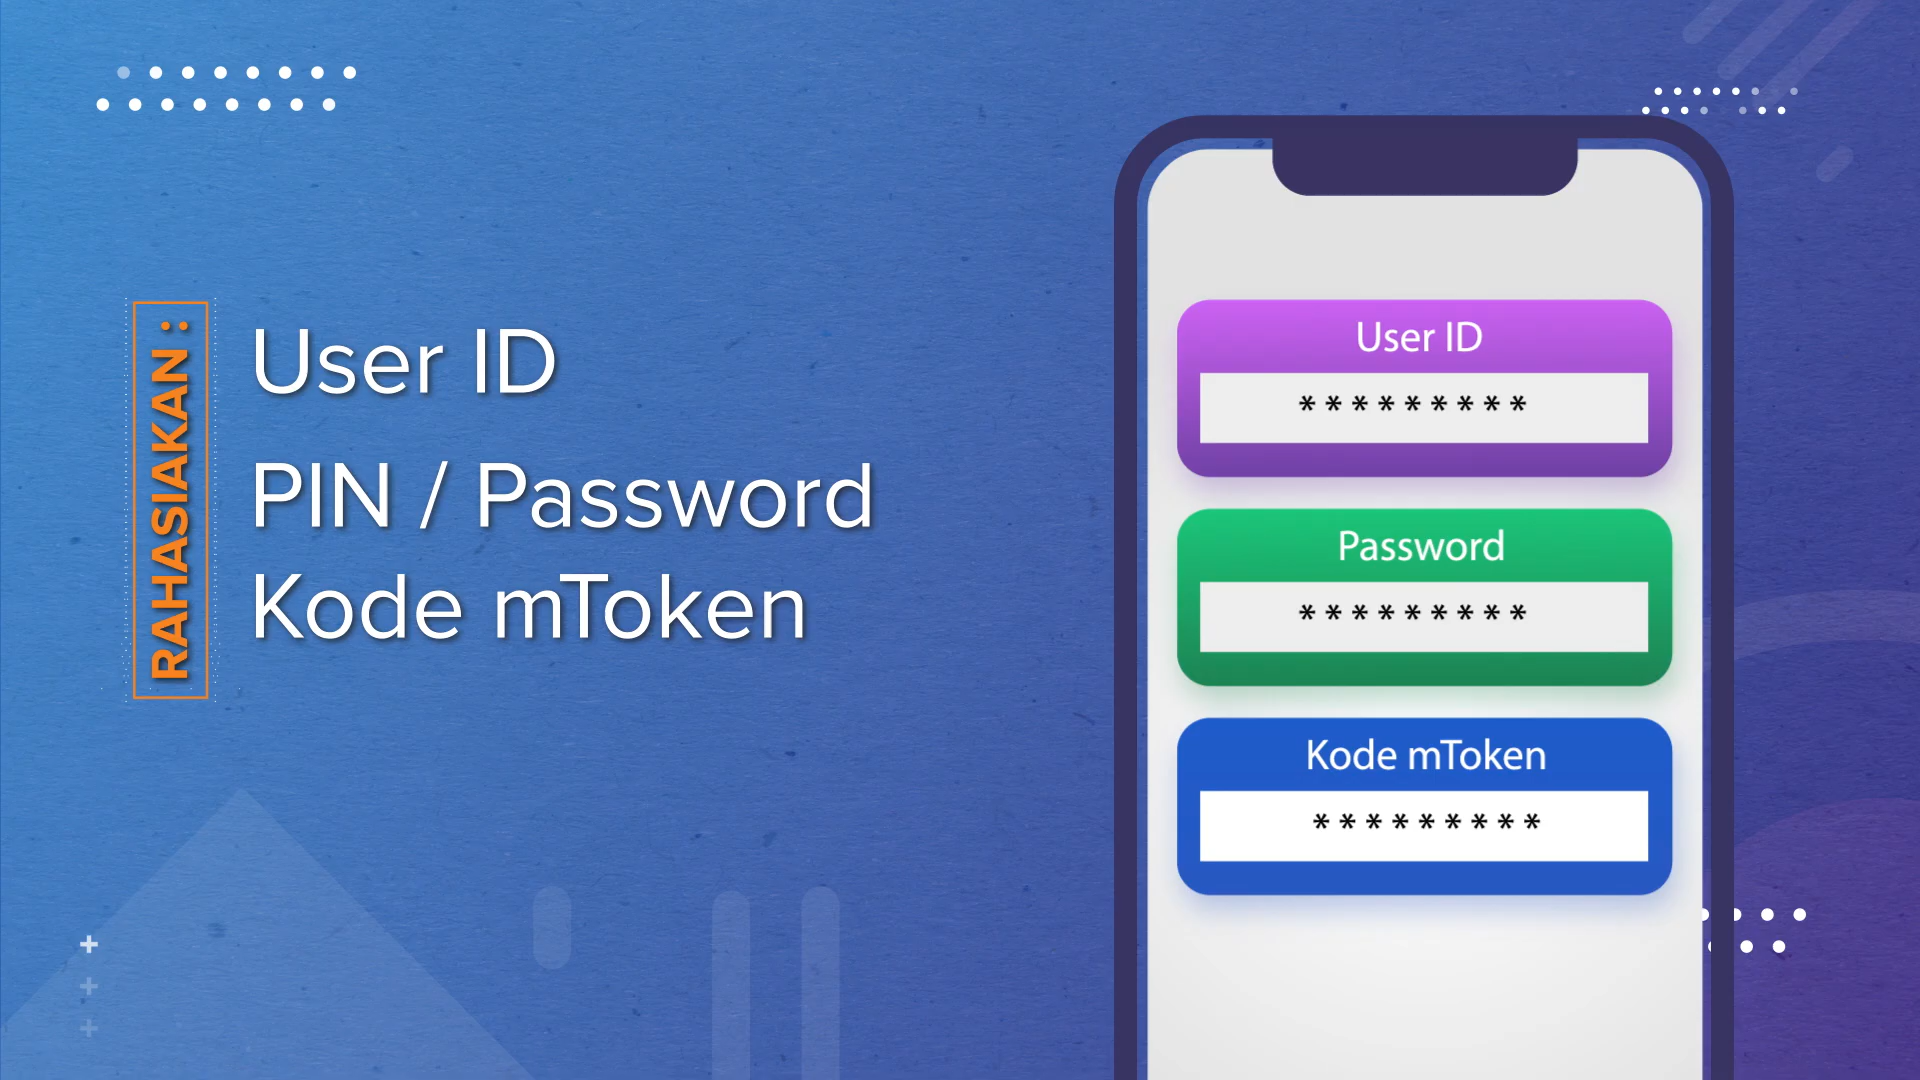 RAHASIAKAN :
User ID
PIN / Password
Kode mToken
User ID
*********
Password
*********
Kode mToken
*********